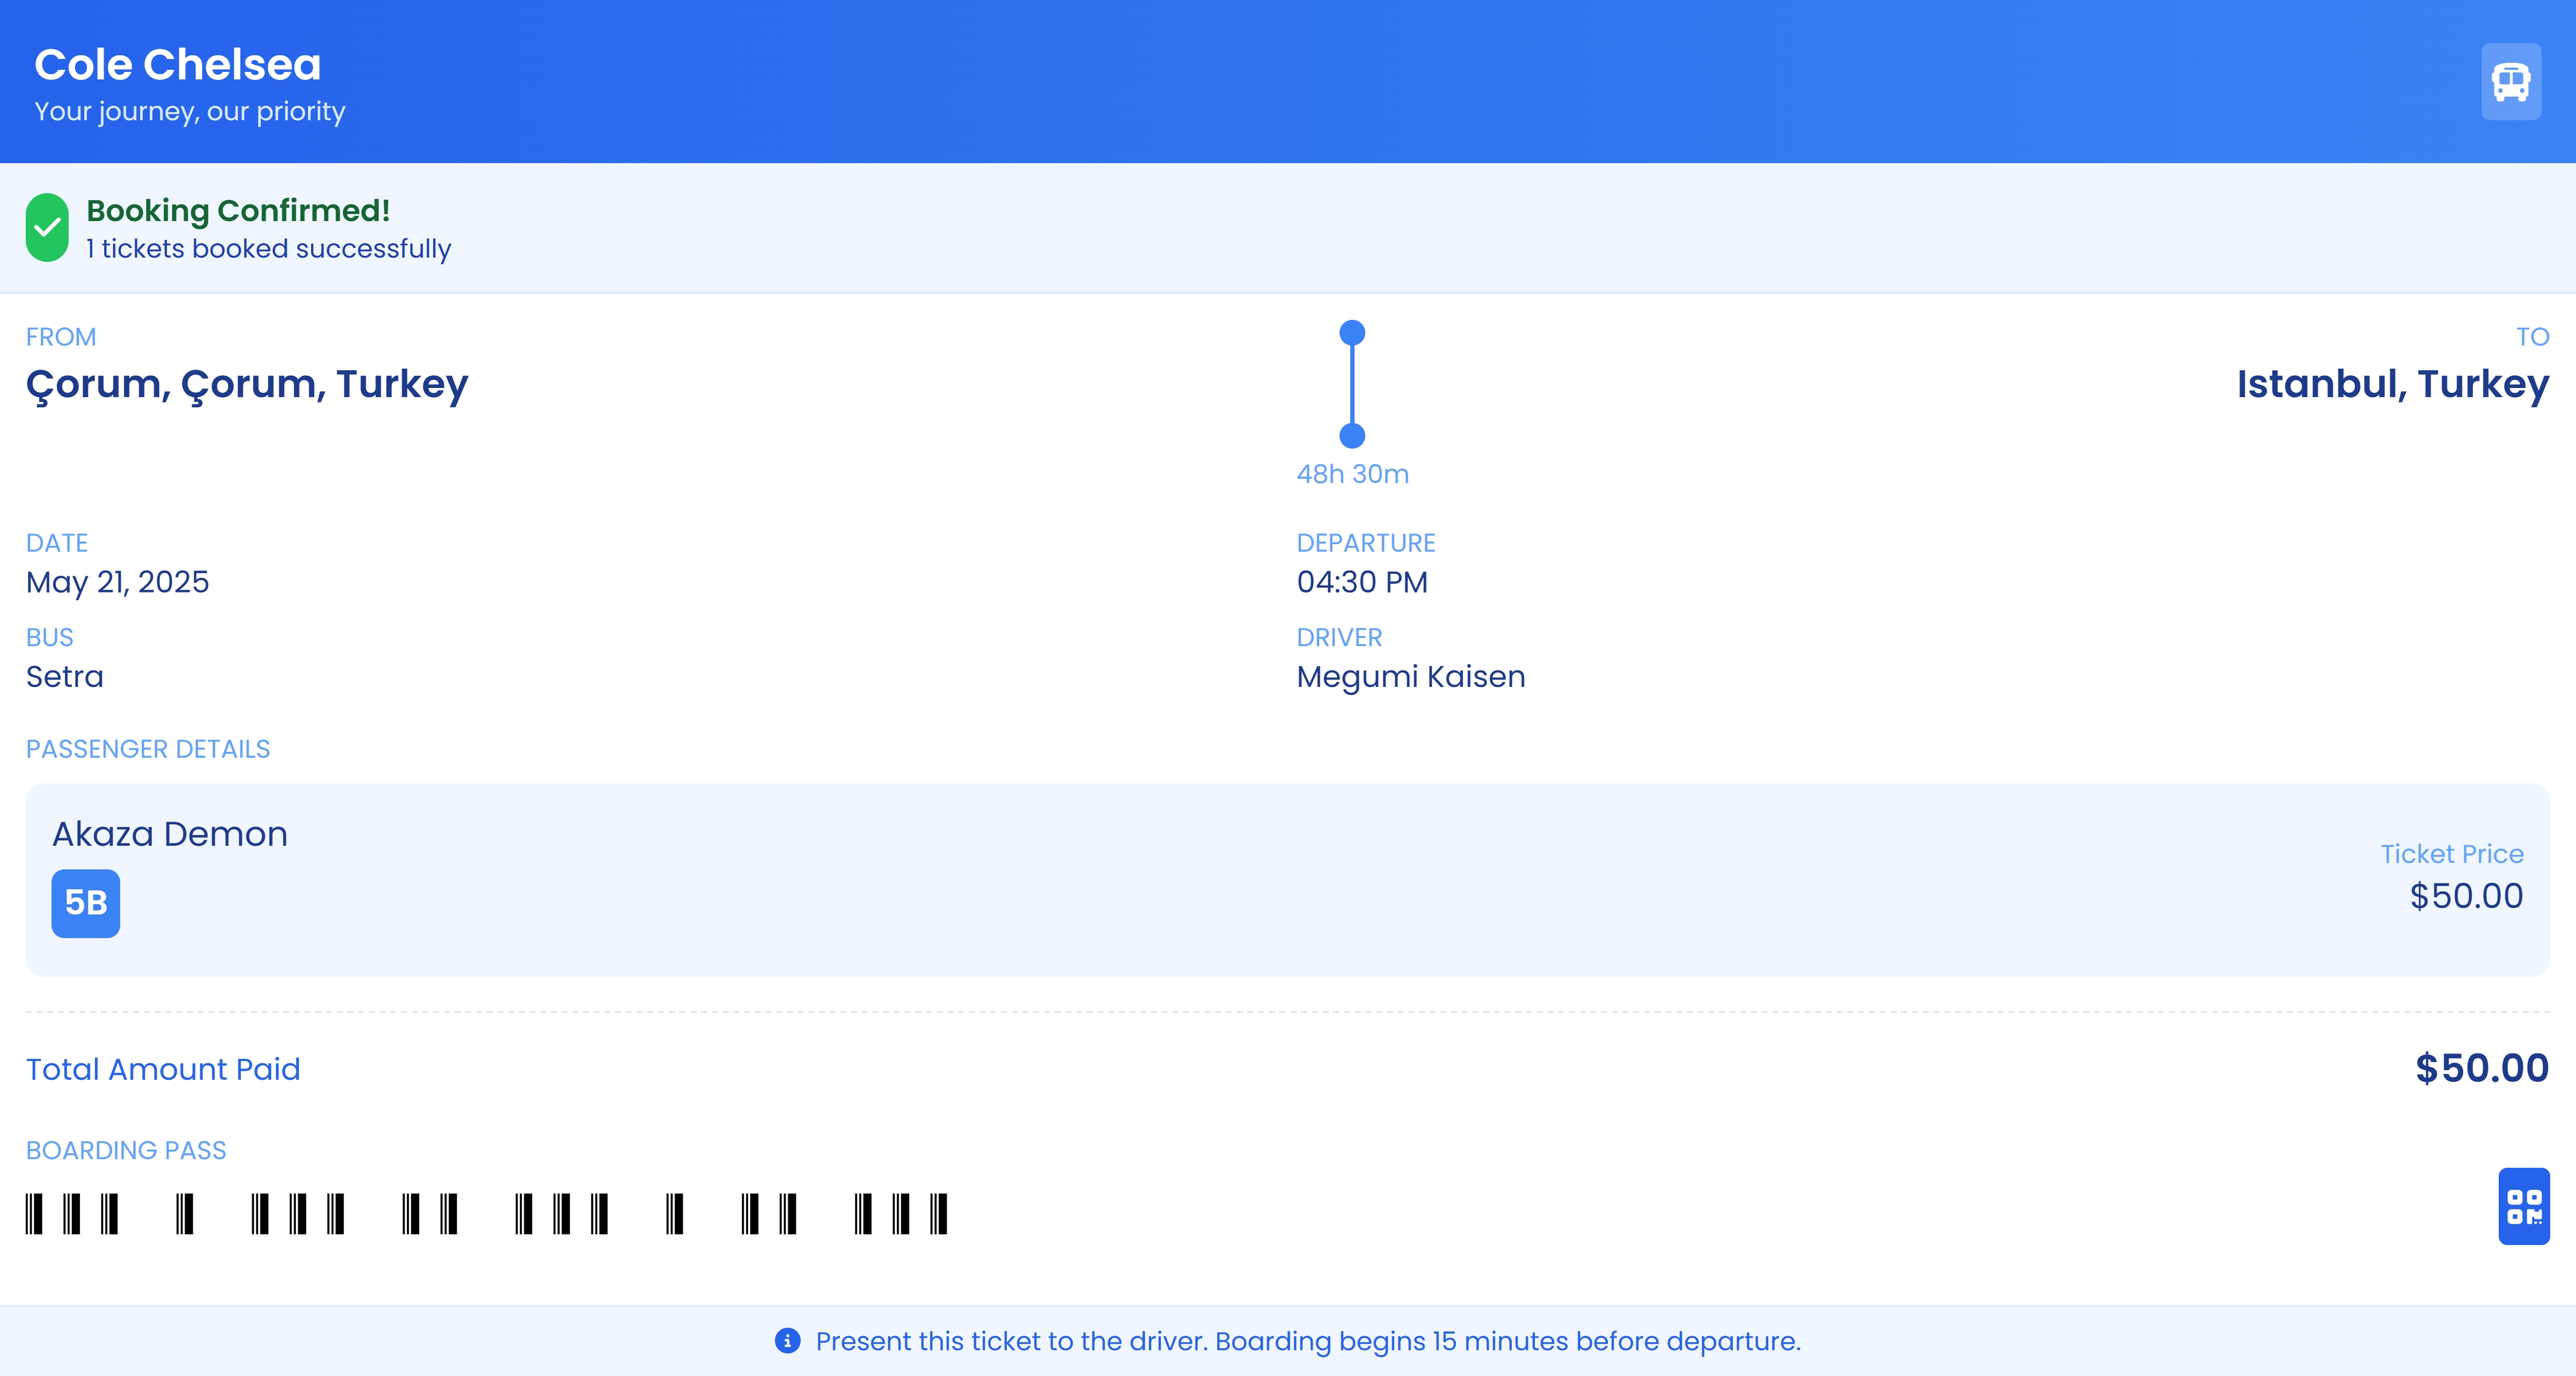 Cole Chelsea
Your journey, our priority
Booking Confirmed!
1 tickets booked successfully
FROM
Çorum, Çorum, Turkey
48h 30m
TO
Istanbul, Turkey
DATE
May 21, 2025
DEPARTURE
04:30 PM
BUS
Setra
DRIVER
Megumi Kaisen
PASSENGER DETAILS
Akaza Demon
5B
Ticket Price
$50.00
Total Amount Paid
$50.00
BOARDING PASS
Present this ticket to the driver. Boarding begins 15 minutes before departure.